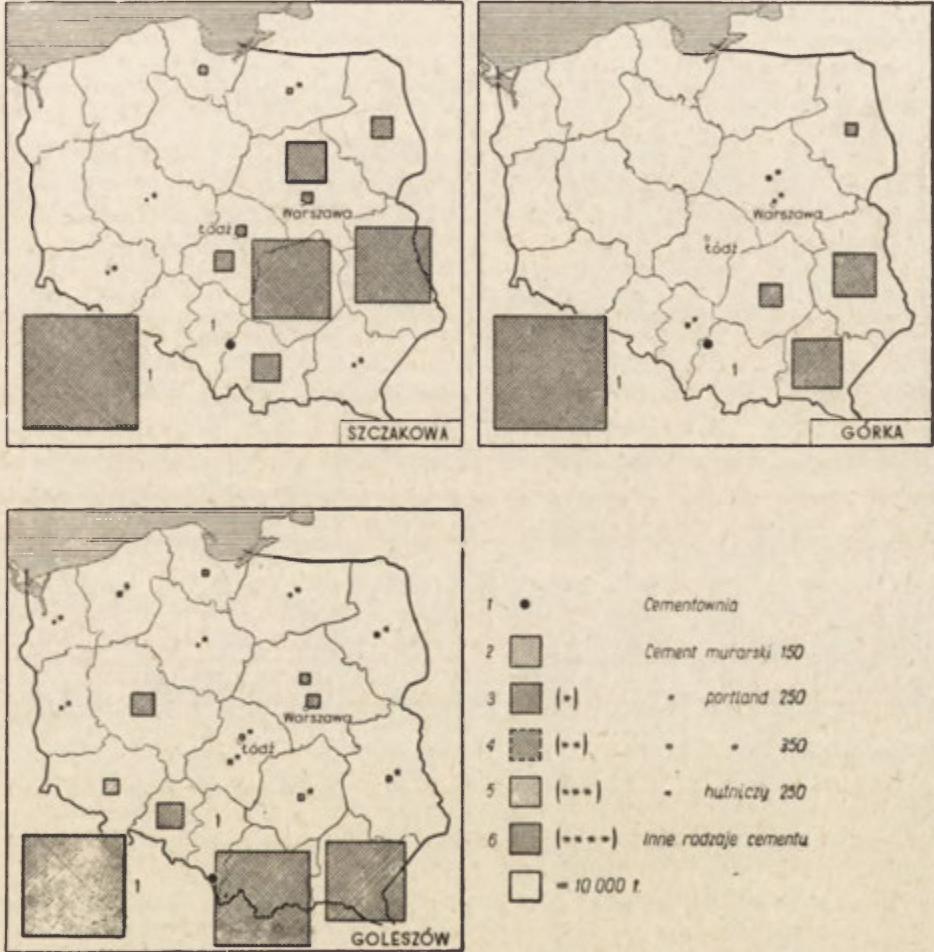 Warszawa
Łódź
1
1
SZCZAKOWA
Warszawa
Łódź
1
1
GÓRKA
Warszawa
Łódź
1
1
GOLESZÓW
1 Cementownia
2 Cement murarski 150
3 (*) " portland 250
4 (**) " " 350
5 (***) " hutniczy 250
6 (****) Inne rodzaje cementu
= 10 000 t.